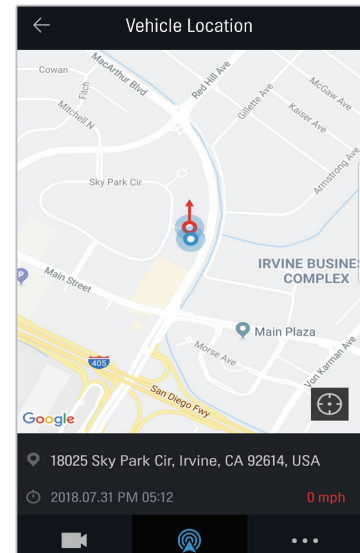 Vehicle Location
Cowan
MacArthur Blvd
Red Hill Ave
Fitch
Mitchell N
Gillette Ave
McGaw Ave
Kaiser Ave
Armstrong Ave
Sky Park Cir
IRVINE BUSINES
COMPLEX
P
Main Street
Main Plaza
Morse Ave
Von Karman Ave
405
San Diego Fwy
Google
18025 Sky Park Cir, Irvine, CA 92614, USA
2018.07.31 PM 05:12
0 mph